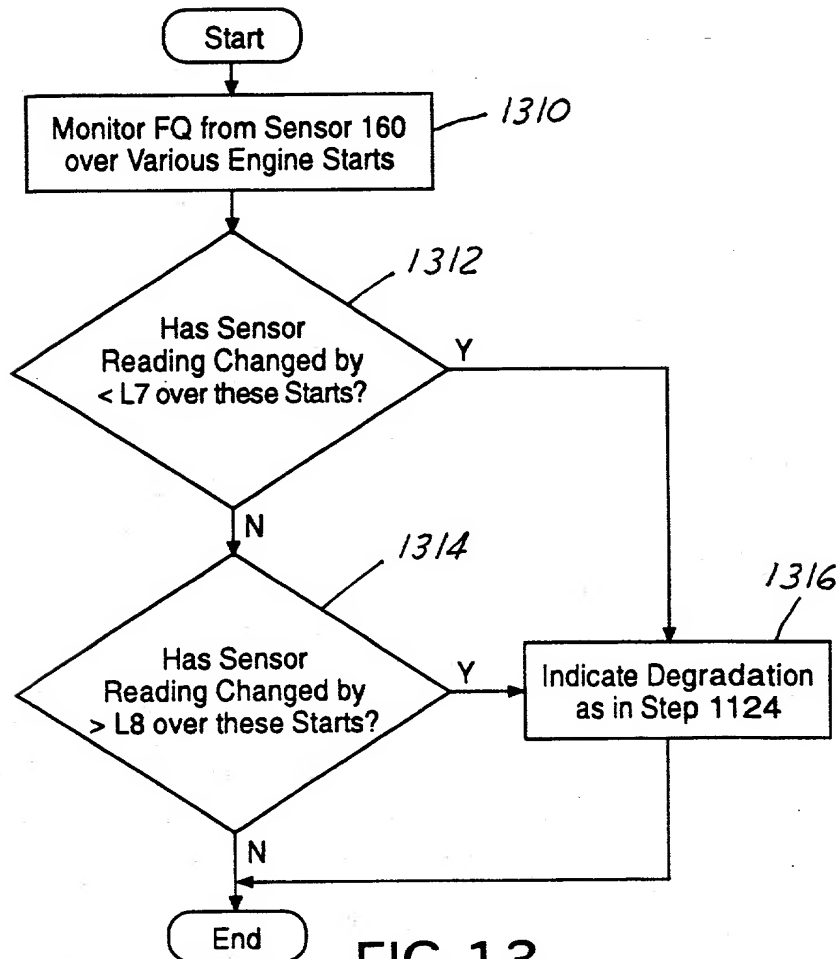 Start
Monitor FQ from Sensor 160
over Various Engine Starts
1310
Has Sensor
Reading Changed by
< L7 over these Starts?
1312
Y
N
Has Sensor
Reading Changed by
> L8 over these Starts?
1314
Y
Indicate Degradation
as in Step 1124
1316
N
End
FIG. 13